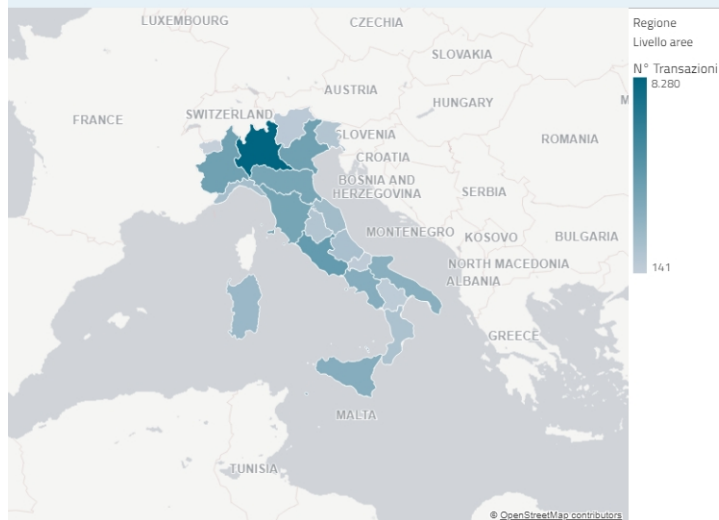 LUXEMBOURG
CZECHIA
SLOVAKIA
AUSTRIA
FRANCE
SWITZERLAND
HUNGARY
SLOVENIA
ROMANIA
CROATIA
BOSNIA AND
HERZEGOVINA
SERBIA
MONTENEGRO
KOSOVO
BULGARIA
NORTH MACEDONIA
ALBANIA
GREECE
MALTA
TUNISIA
M
© OpenStreetMap contributors
Regione
Livello aree
N° Transazioni
8.280
141